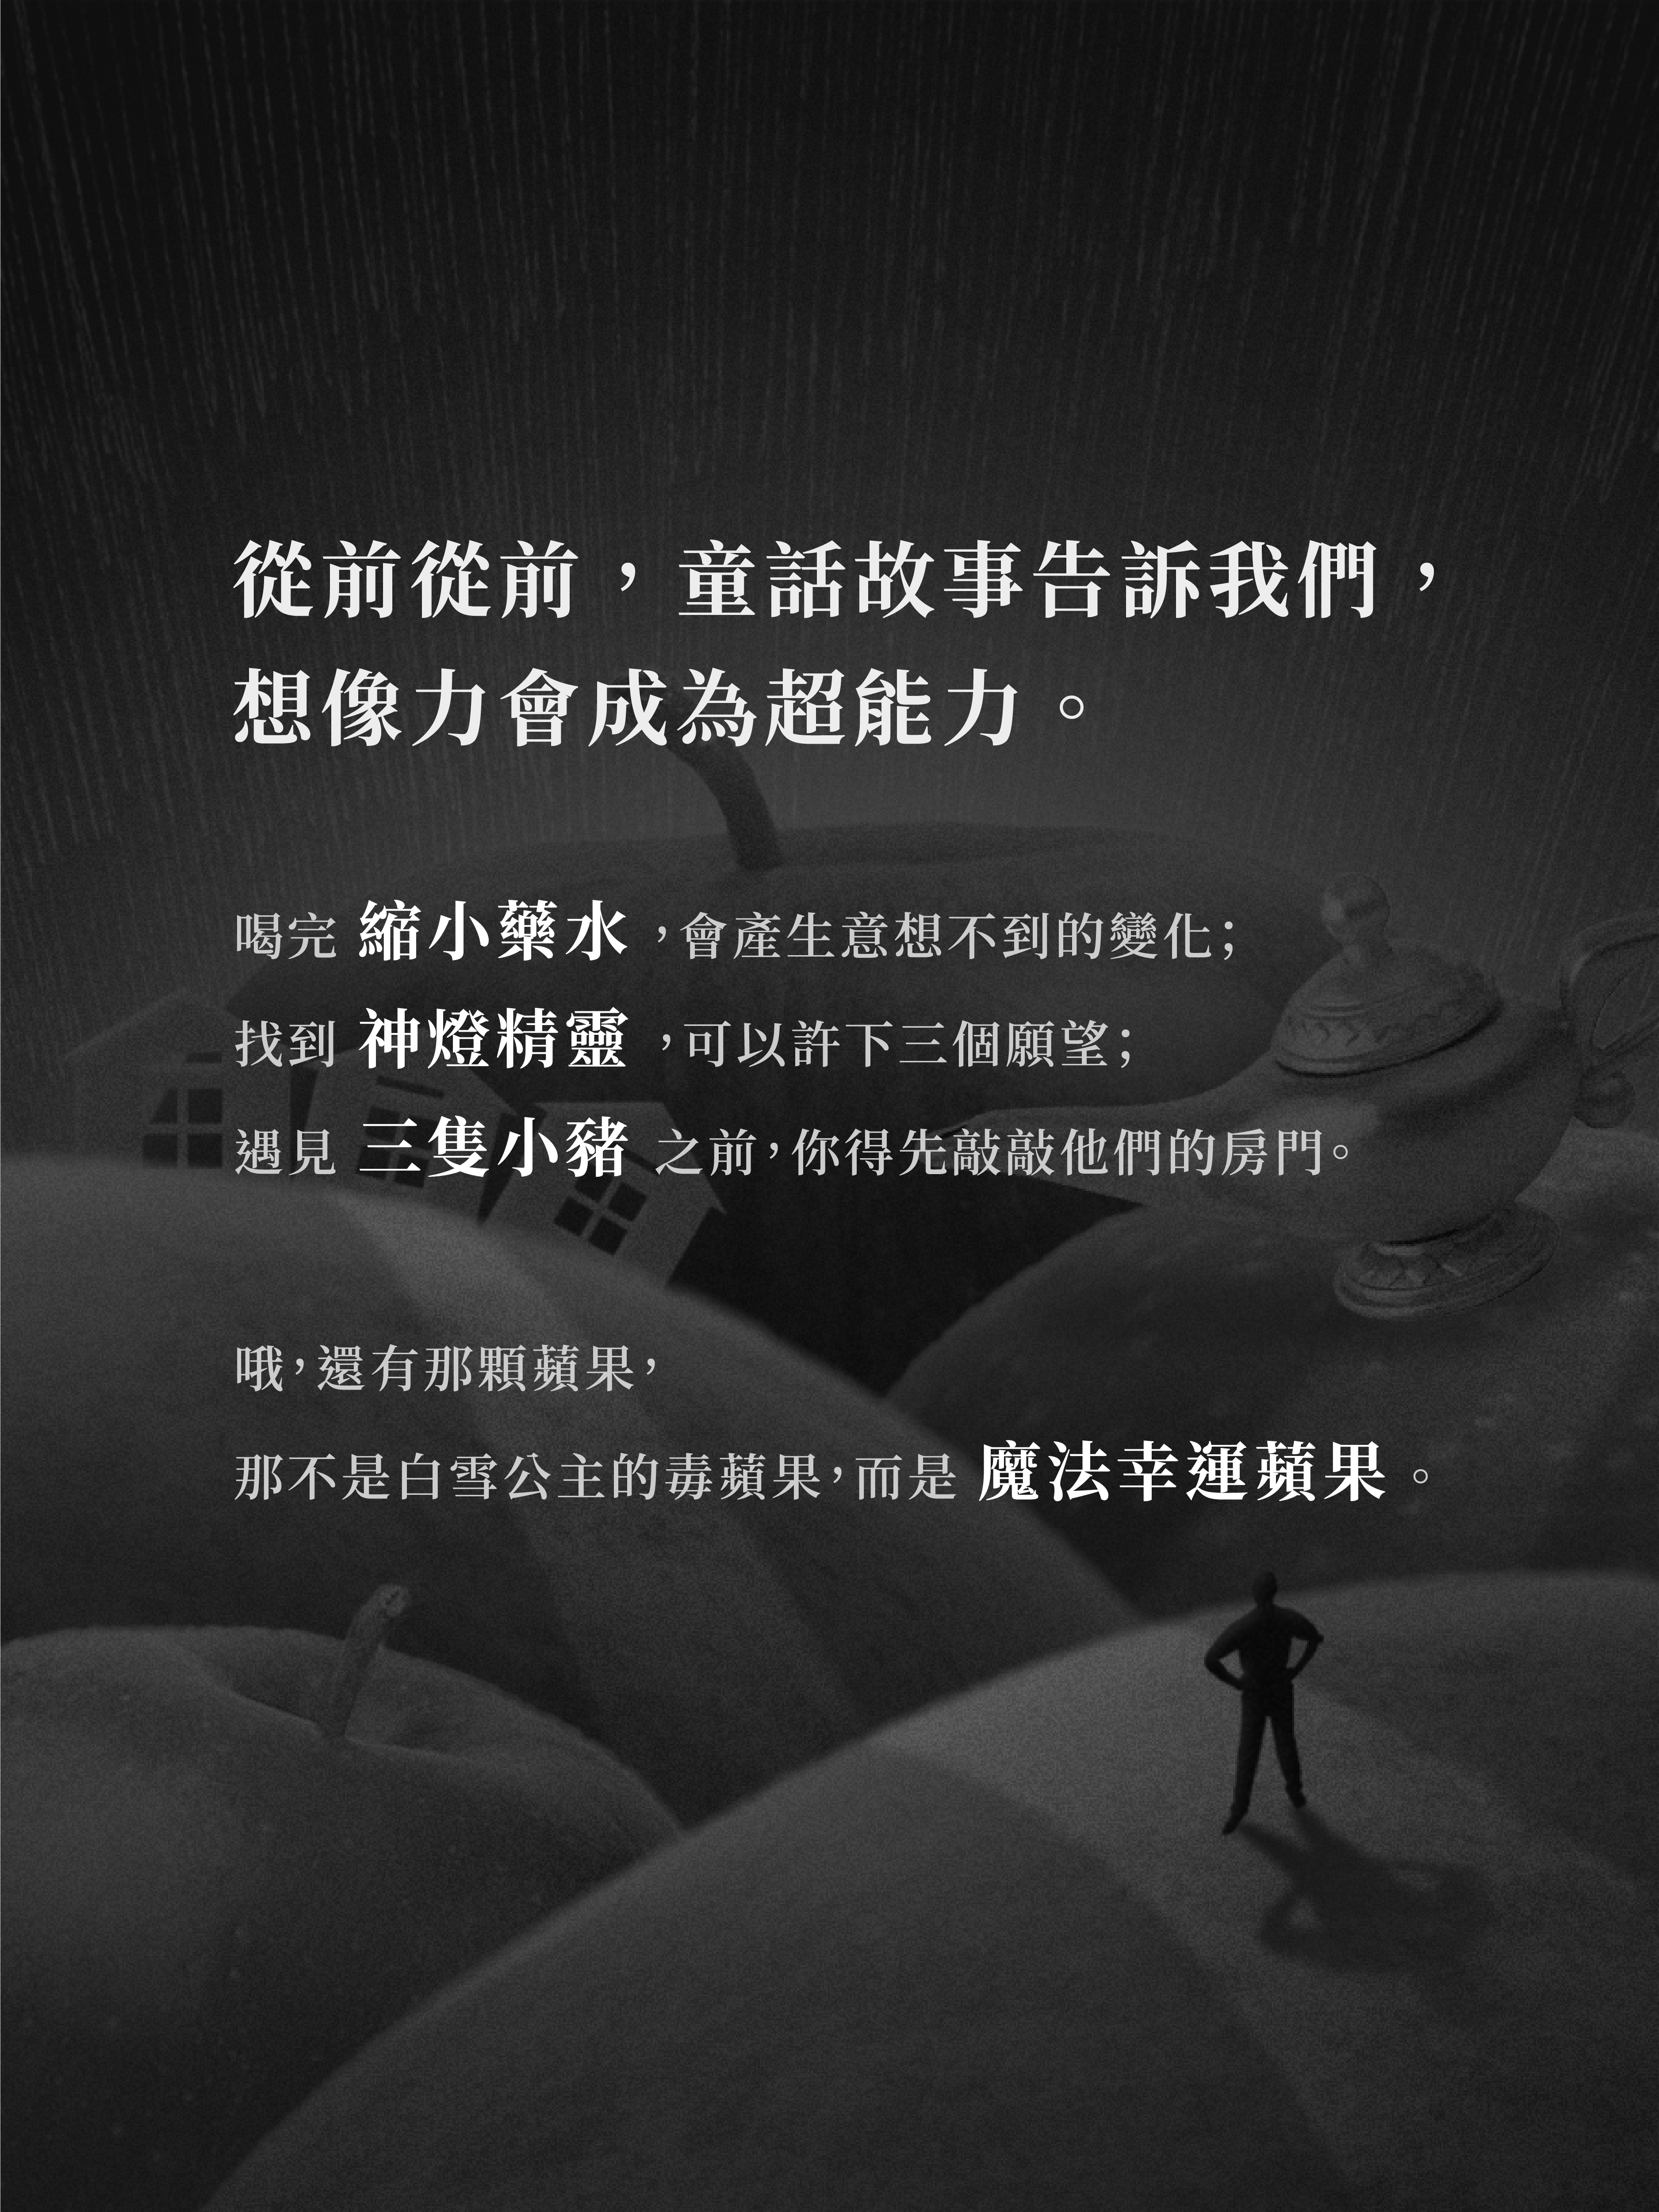 從前從前，童話故事告訴我們，
想像力會成為超能力。
喝完 縮小藥水 ，會產生意想不到的變化；
找到 神燈精靈 ，可以許下三個願望；
遇見 三隻小豬 之前，你得先敲敲他們的房門。
哦，還有那顆蘋果，
那不是白雪公主的毒蘋果，而是 魔法幸運蘋果 。